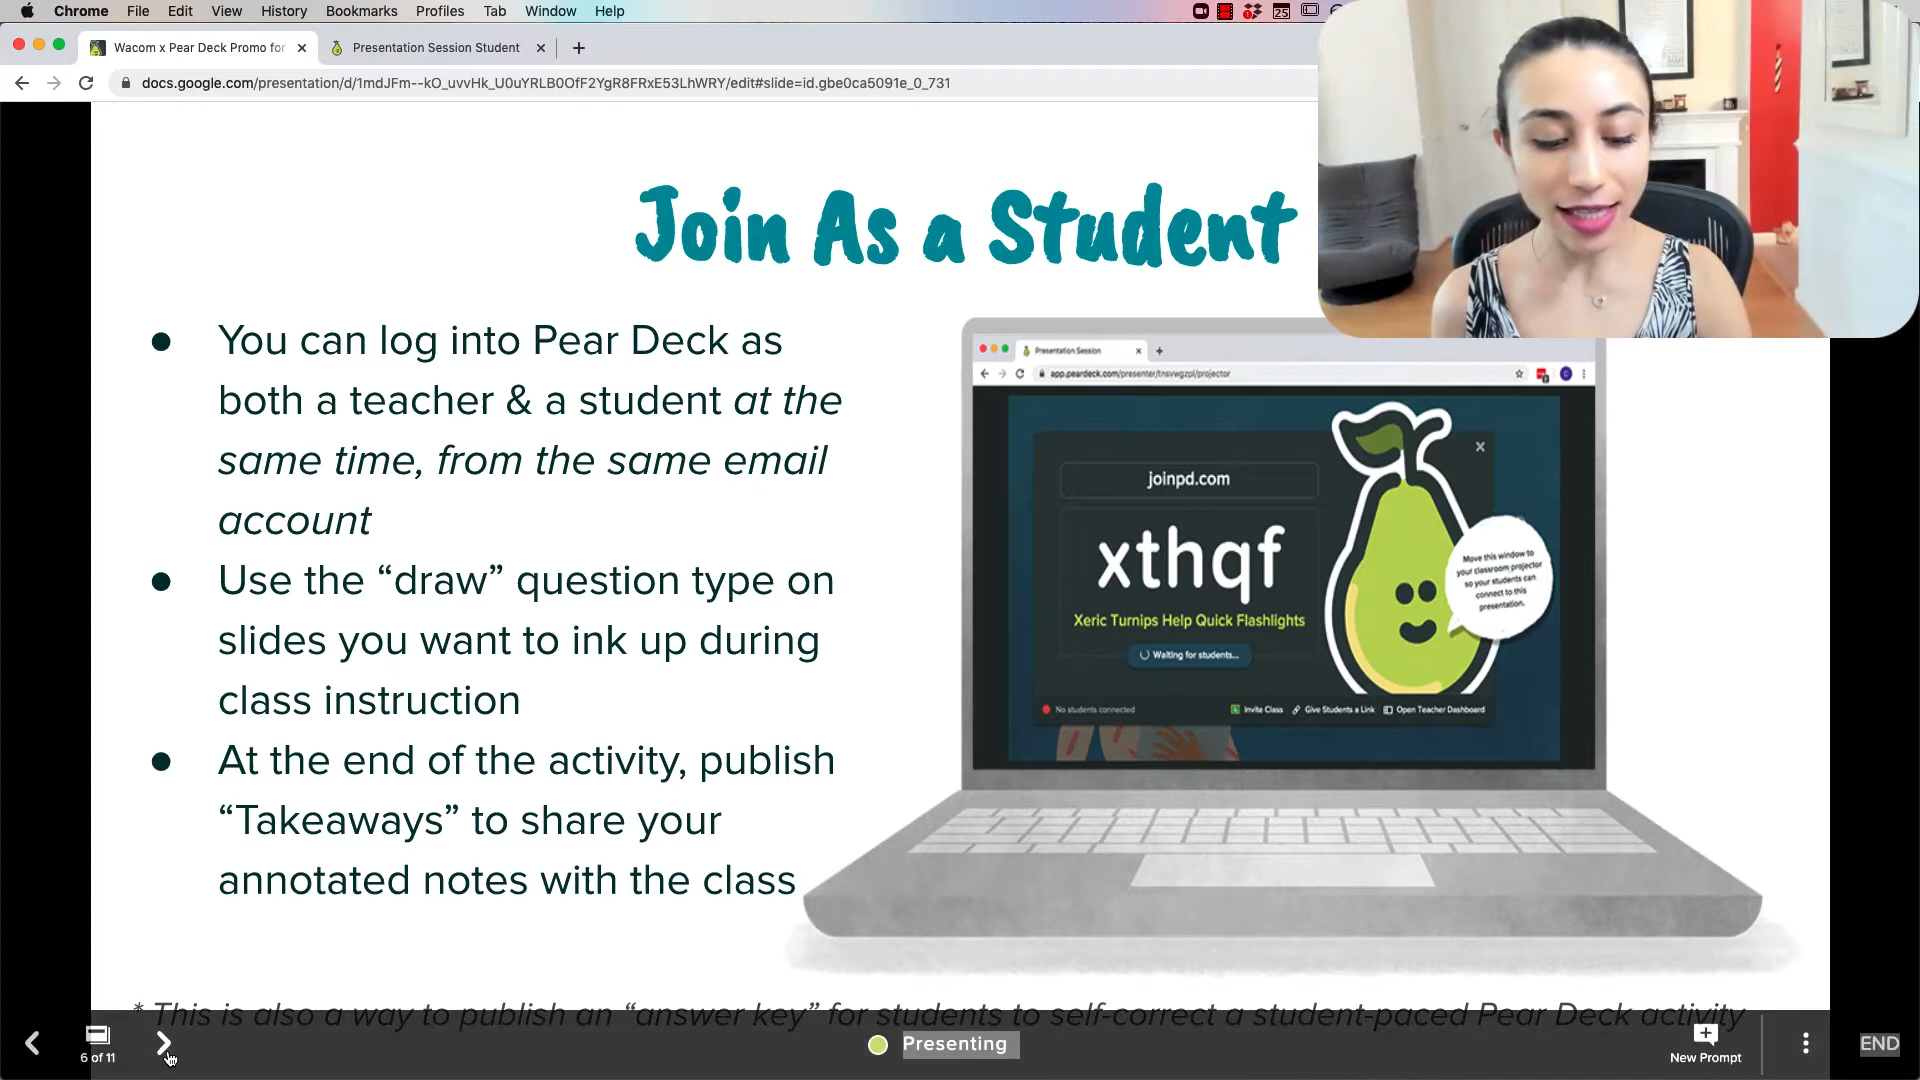 Chrome File Edit View History Bookmarks Profiles Tab Window Help
25
Wacom x Pear Deck Promo for
Presentation Session Student
docs.google.com/presentation/d/1mdJFm--kO_uvvHk_U0uYRLB0OfF2YgR8FRxE53LhWRY/edit#slide=id.gbe0ca5091e_0_731
Join As a Student
● You can log into Pear Deck as
both a teacher & a student at the
same time, from the same email
account
● Use the “draw” question type on
slides you want to ink up during
class instruction
● At the end of the activity, publish
“Takeaways” to share your
annotated notes with the class
Presentation Session
app.peardeck.com/presenter/tnsvwgzpl/projector
joinpd.com
xthqf
Xeric Turnips Help Quick Flashlights
Waiting for students...
Move this window to
your classroom projector
so your students can
connect to this
presentation.
No students connected
Invite Class Give Students a Link Open Teacher Dashboard
* This is also a way to publish an “answer key” for students to self-correct a student-paced Pear Deck activity
6 of 11
Presenting
New Prompt
END